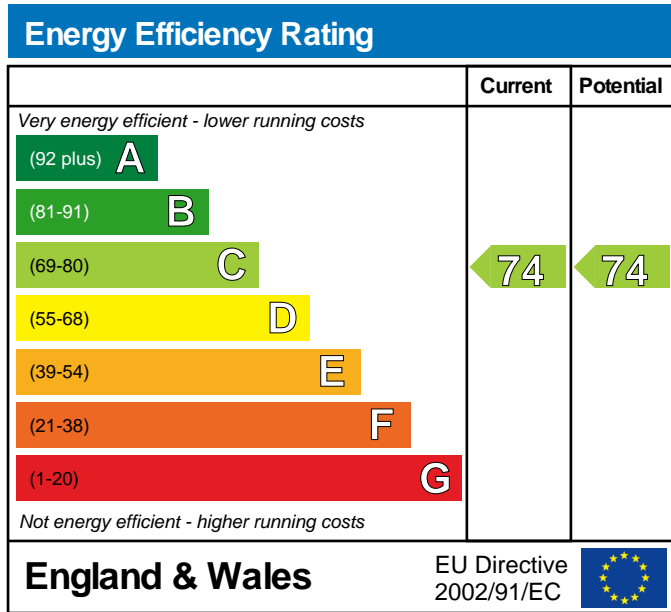 Energy Efficiency Rating
Current Potential
Very energy efficient - lower running costs
(92 plus) A
(81-91) B
(69-80) C 74 74
(55-68) D
(39-54) E
(21-38) F
(1-20) G
Not energy efficient - higher running costs
England & Wales
EU Directive
2002/91/EC